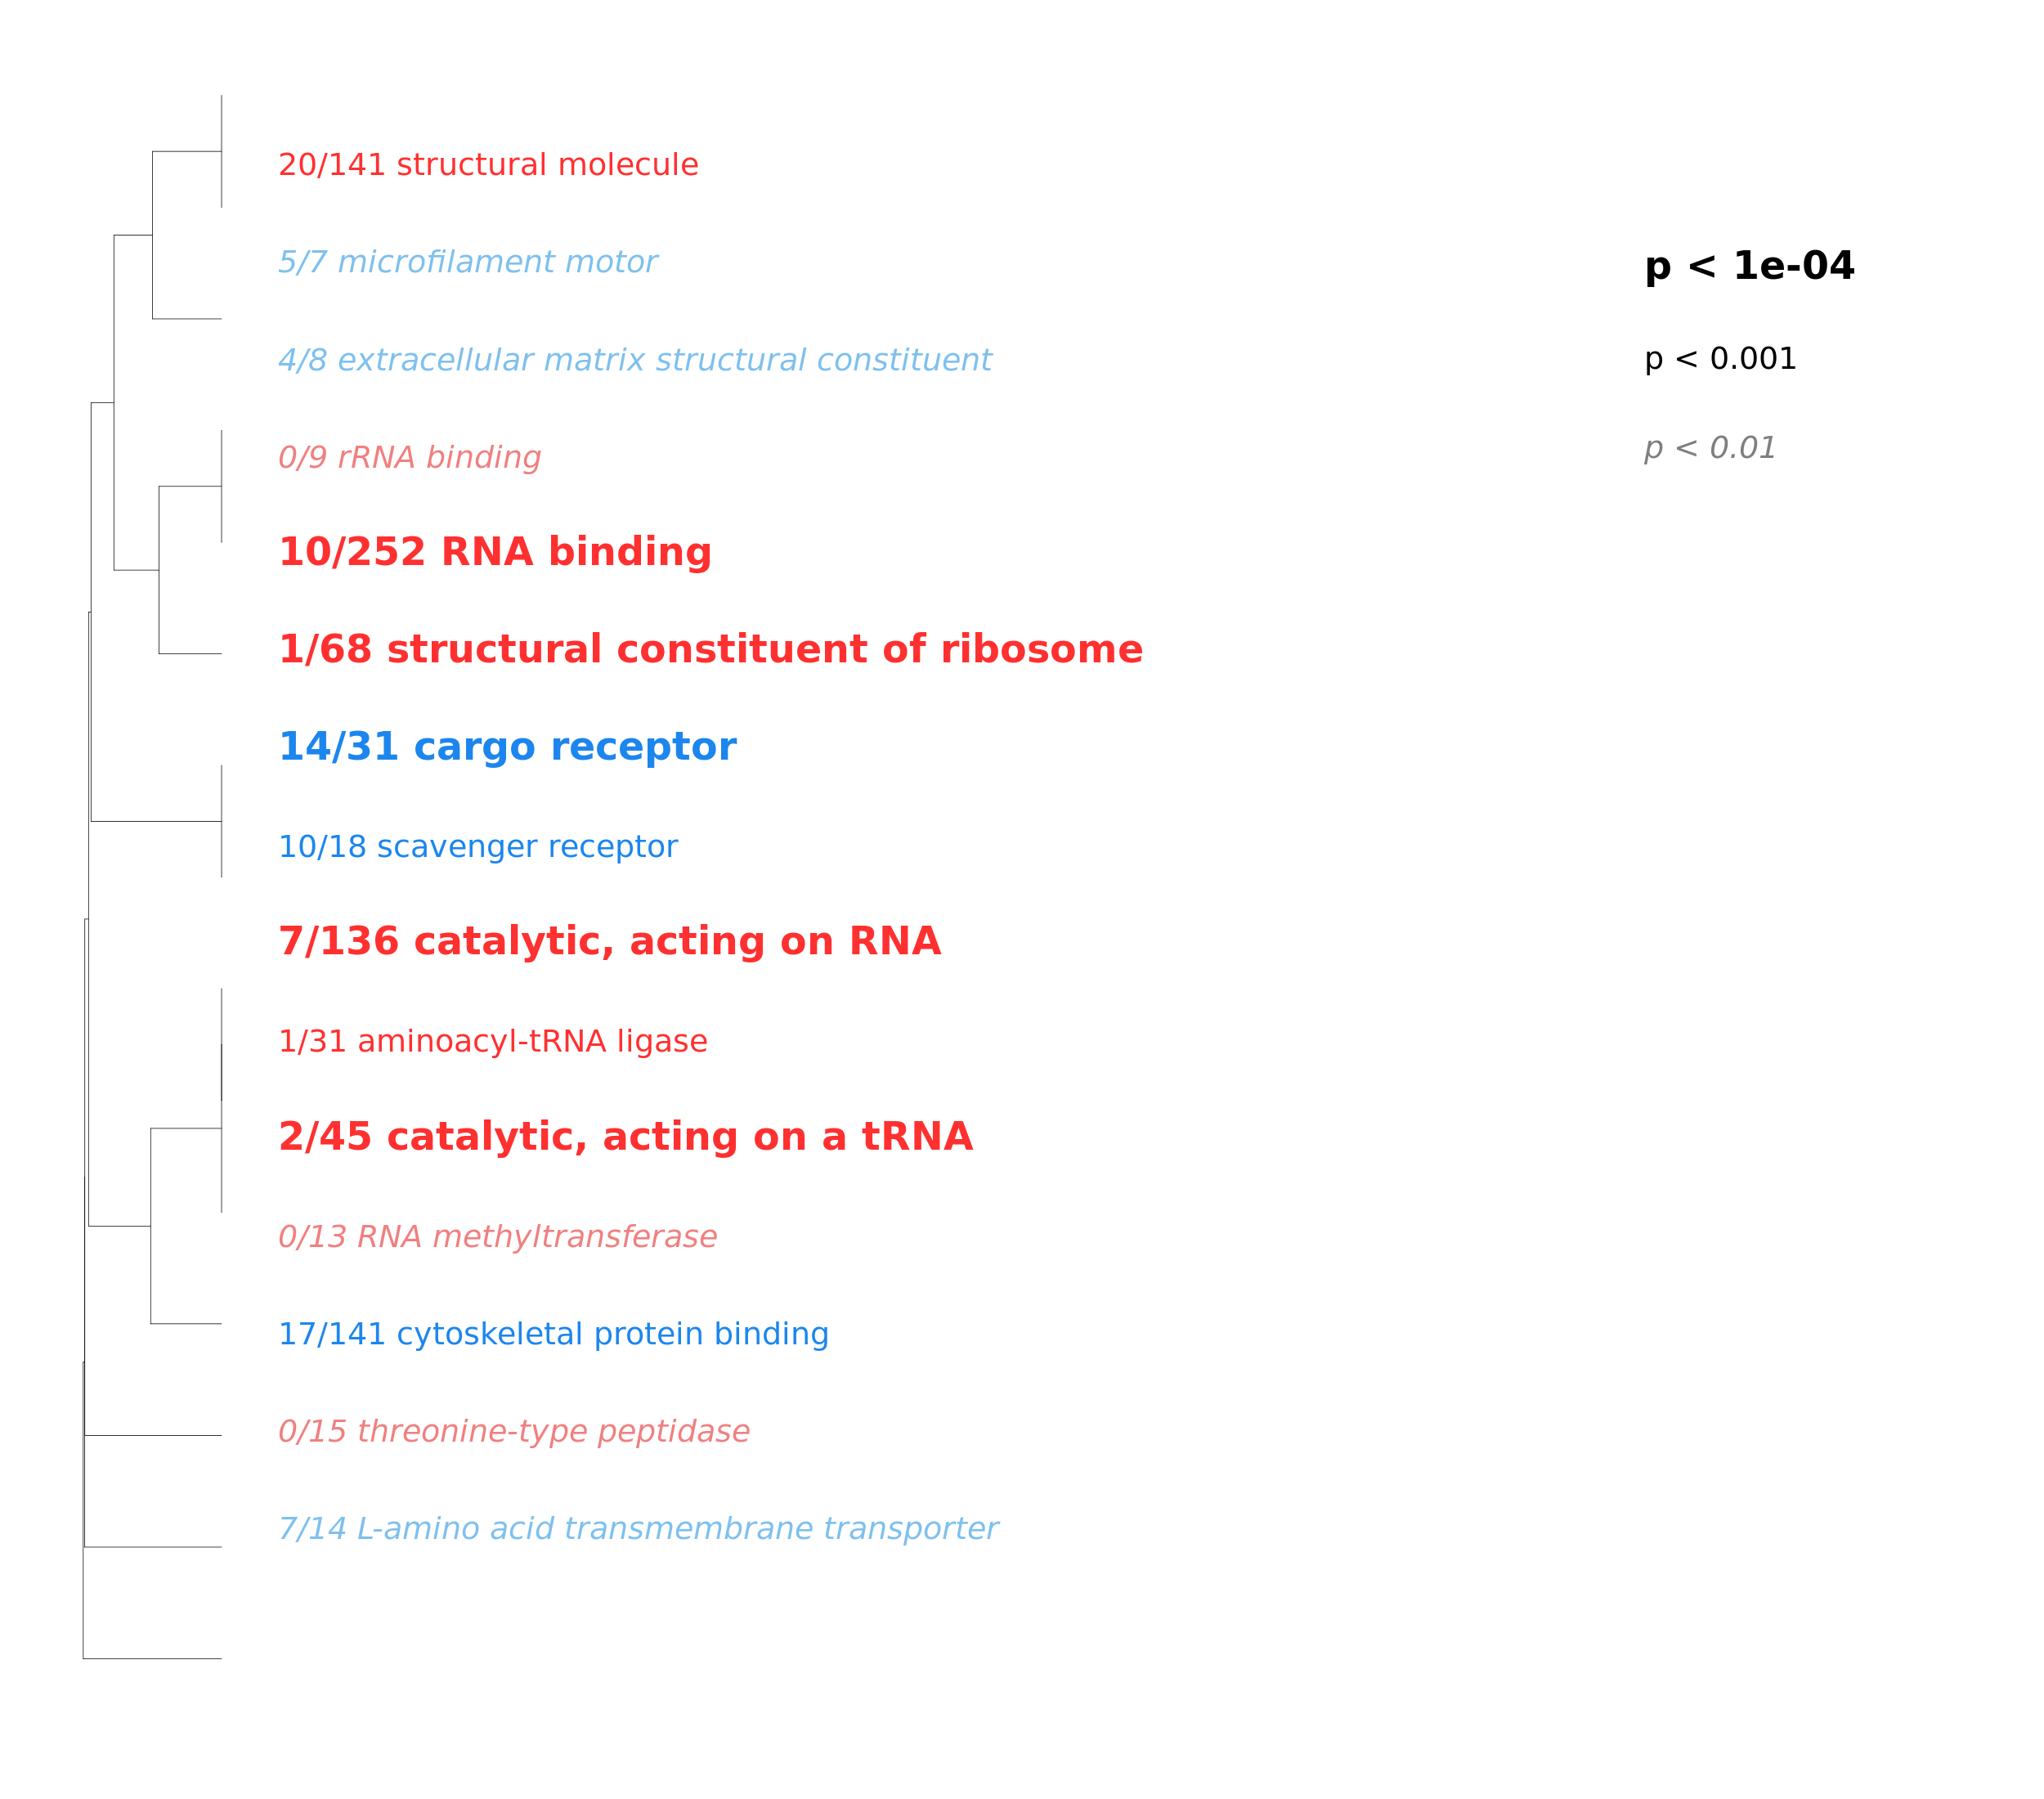 20/141 structural molecule
5/7 microfilament motor
4/8 extracellular matrix structural constituent
0/9 rRNA binding
10/252 RNA binding
1/68 structural constituent of ribosome
14/31 cargo receptor
10/18 scavenger receptor
7/136 catalytic, acting on RNA
1/31 aminoacyl-tRNA ligase
2/45 catalytic, acting on a tRNA
0/13 RNA methyltransferase
17/141 cytoskeletal protein binding
0/15 threonine-type peptidase
7/14 L-amino acid transmembrane transporter
p < 1e-04
p < 0.001
p < 0.01